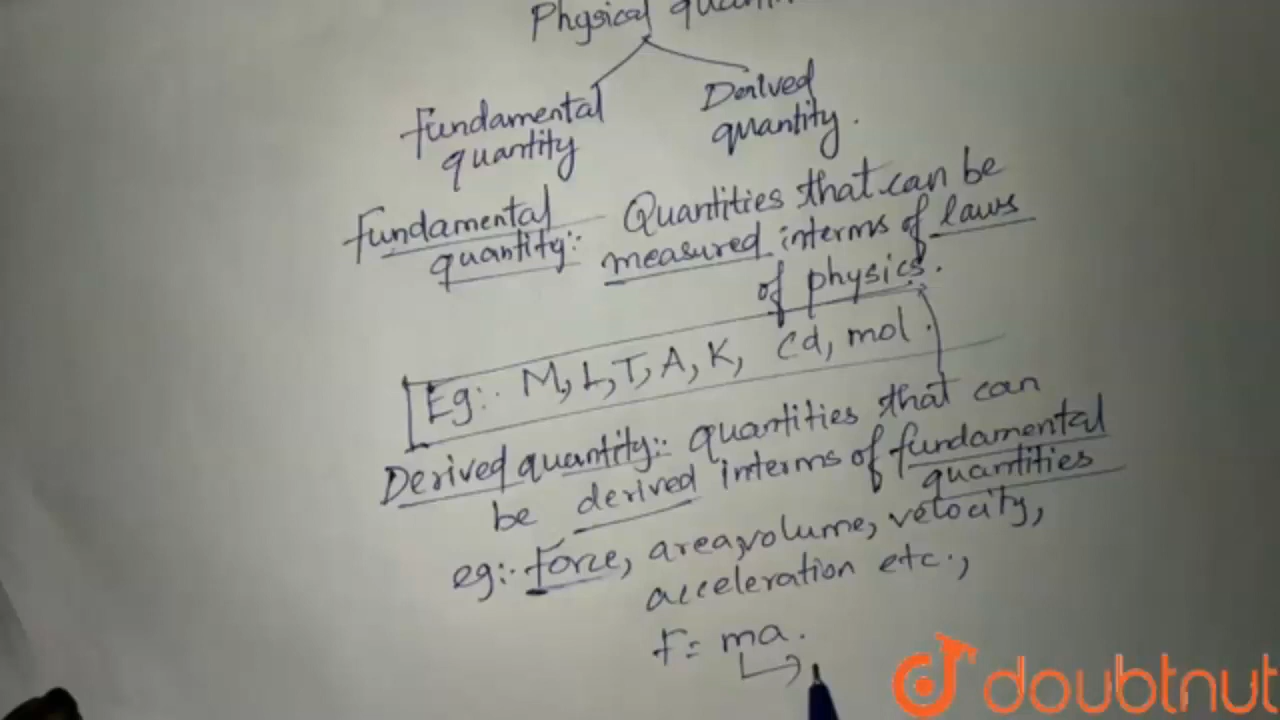 Physical
Fundamental
quantity
Derived
quantity.
Fundamental
quantity:-
Quantities that can be
measured interms of laws
of physics.
Eg:- M, L, T, A, K, Cd, mol.
Derived quantity:- quantities that can
be derived interms of fundamental
quantities
eg:- Force, area, volume, velocity,
acceleration etc.,
F= ma.
doubtnut